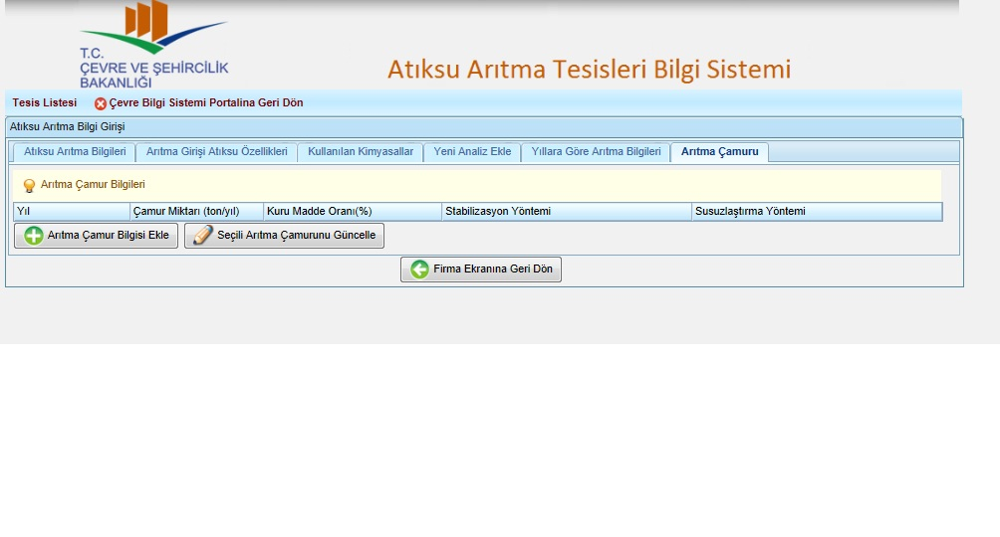 T.C.
ÇEVRE VE ŞEHİRCİLİK
BAKANLIĞI
Atıksu Arıtma Tesisleri Bilgi Sistemi
Tesis Listesi Çevre Bilgi Sistemi Portalina Geri Dön
Atıksu Arıtma Bilgi Girişi
Atıksu Arıtma Bilgileri Arıtma Girişi Atıksu Özellikleri Kullanılan Kimyasallar Yeni Analiz Ekle Yıllara Göre Arıtma Bilgileri Arıtma Çamuru
Arıtma Çamur Bilgileri
Yıl Çamur Miktarı (ton/yıl) Kuru Madde Oranı(%) Stabilizasyon Yöntemi Susuzlaştırma Yöntemi
Arıtma Çamur Bilgisi Ekle Seçili Arıtma Çamurunu Güncelle
Firma Ekranına Geri Dön